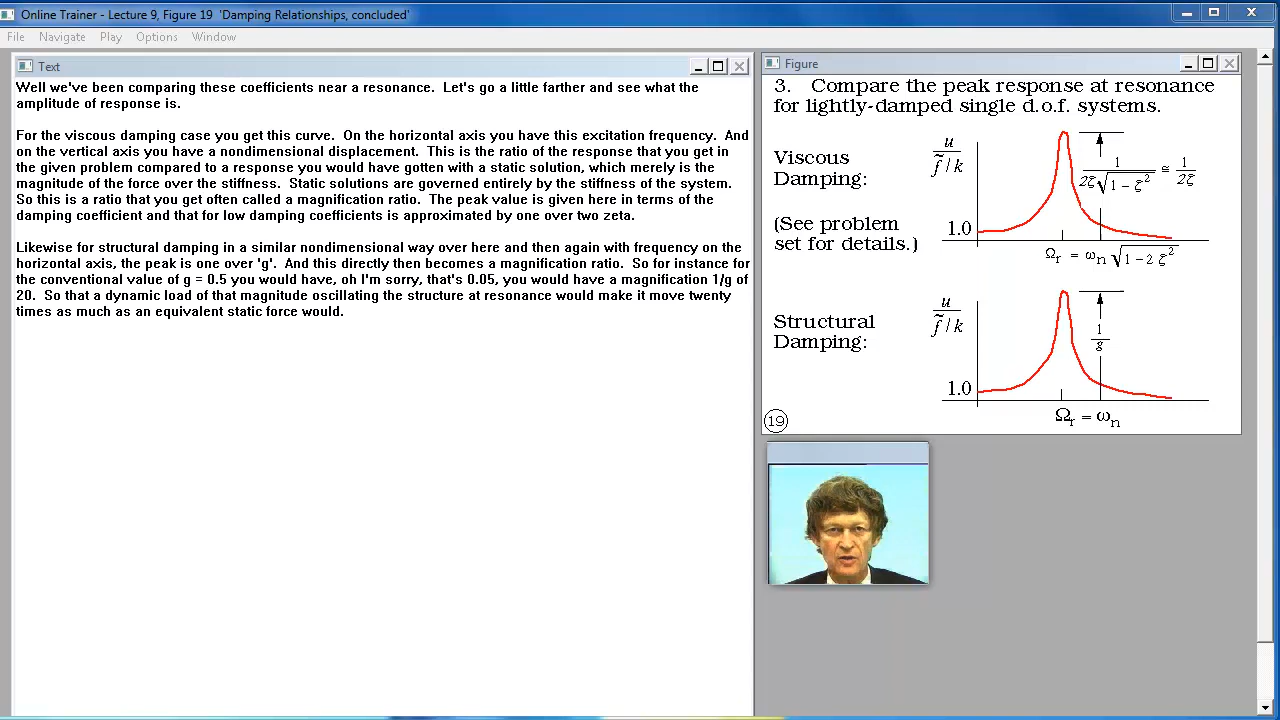 Online Trainer - Lecture 9, Figure 19 'Damping Relationships, concluded'
File Navigate Play Options Window
Text
Well we've been comparing these coefficients near a resonance. Let's go a little farther and see what the
amplitude of response is.
For the viscous damping case you get this curve. On the horizontal axis you have this excitation frequency. And
on the vertical axis you have a nondimensional displacement. This is the ratio of the response that you get in
the given problem compared to a response you would have gotten with a static solution, which merely is the
magnitude of the force over the stiffness. Static solutions are governed entirely by the stiffness of the system.
So this is a ratio that you get often called a magnification ratio. The peak value is given here in terms of the
damping coefficient and that for low damping coefficients is approximated by one over two zeta.
Likewise for structural damping in a similar nondimensional way over here and then again with frequency on the
horizontal axis, the peak is one over 'g'. And this directly then becomes a magnification ratio. So for instance for
the conventional value of g = 0.5 you would have, oh I'm sorry, that's 0.05, you would have a magnification 1/g of
20. So that a dynamic load of that magnitude oscillating the structure at resonance would make it move twenty
times as much as an equivalent static force would.
Figure
3. Compare the peak response at resonance
for lightly-damped single d.o.f. systems.
Viscous
Damping:
(See problem
set for details.)
u
f̃ / k
1
2ζ√1 − ζ²
≅
1
2ζ
1.0
Ωr = ωn √1 − 2 ζ²
Structural
Damping:
u
f̃ / k
1
g
1.0
Ωr = ωn
19